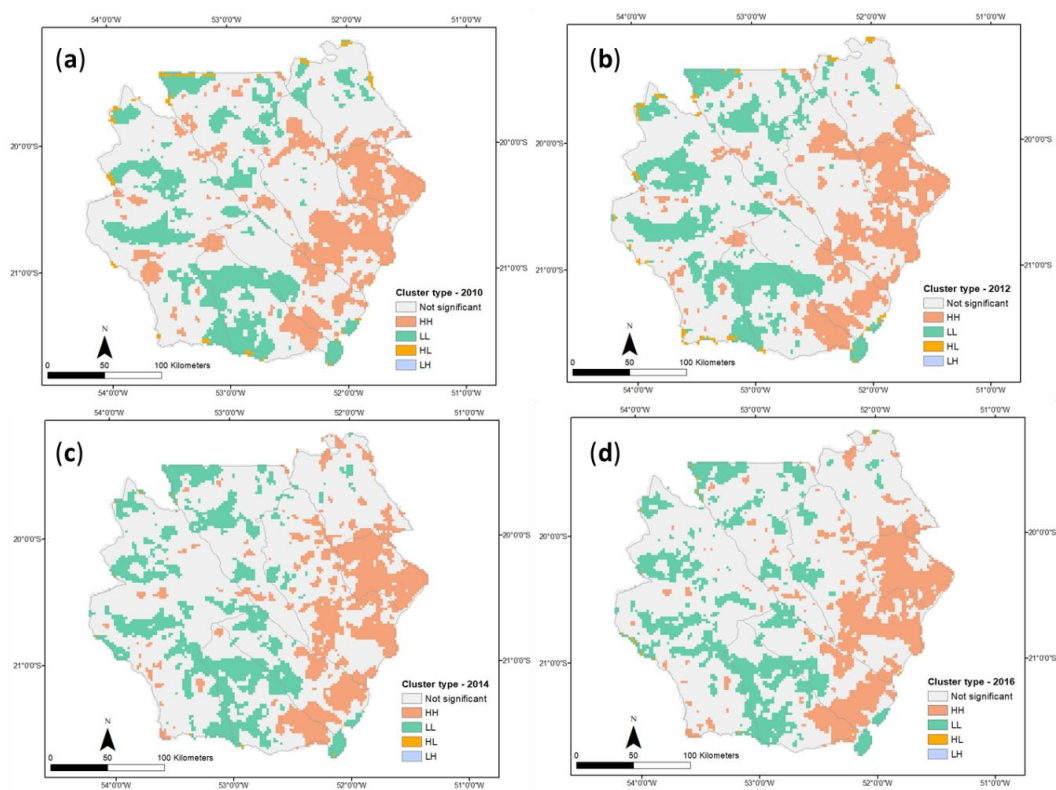 (a)
54°0'0"W 53°0'0"W 52°0'0"W 51°0'0"W
20°0'0"S 20°0'0"S
21°0'0"S 21°0'0"S
Cluster type - 2010
Not significant
HH
LL
HL
LH
N
0 50 100 Kilometers
54°0'0"W 53°0'0"W 52°0'0"W 51°0'0"W
(b)
54°0'0"W 53°0'0"W 52°0'0"W 51°0'0"W
20°0'0"S 20°0'0"S
21°0'0"S 21°0'0"S
Cluster type - 2012
Not significant
HH
LL
HL
LH
N
0 50 100 Kilometers
54°0'0"W 53°0'0"W 52°0'0"W 51°0'0"W
(c)
54°0'0"W 53°0'0"W 52°0'0"W 51°0'0"W
20°0'0"S 20°0'0"S
21°0'0"S 21°0'0"S
Cluster type - 2014
Not significant
HH
LL
HL
LH
N
0 50 100 Kilometers
54°0'0"W 53°0'0"W 52°0'0"W 51°0'0"W
(d)
54°0'0"W 53°0'0"W 52°0'0"W 51°0'0"W
20°0'0"S 20°0'0"S
21°0'0"S 21°0'0"S
Cluster type - 2016
Not significant
HH
LL
HL
LH
N
0 50 100 Kilometers
54°0'0"W 53°0'0"W 52°0'0"W 51°0'0"W